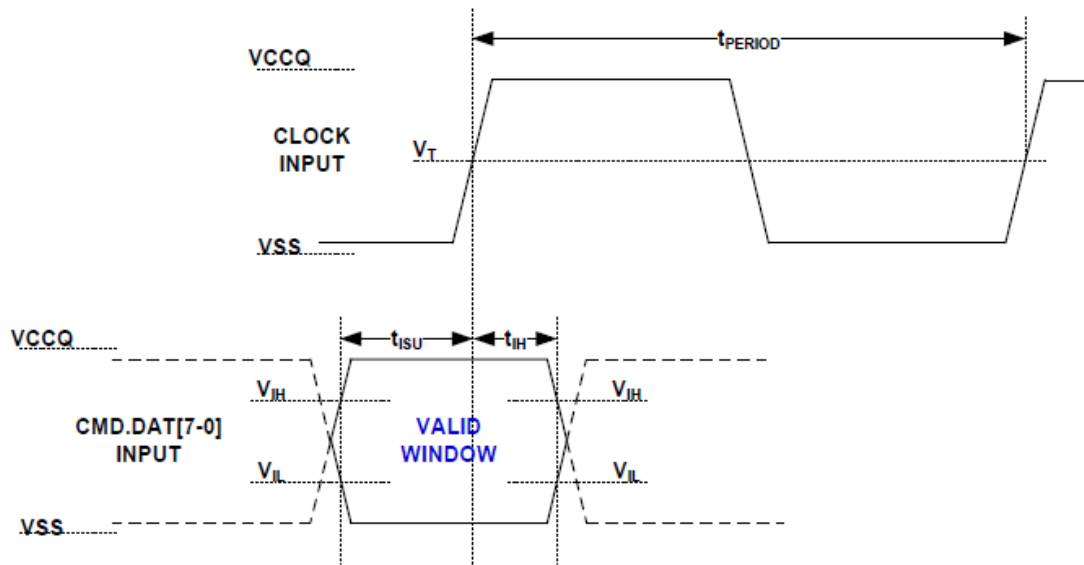 tPERIOD
VCCQ
CLOCK
INPUT
VT
VSS
VCCQ
tISU
tIH
VIH
VIH
CMD.DAT[7-0]
INPUT
VALID
WINDOW
VIL
VIL
VSS